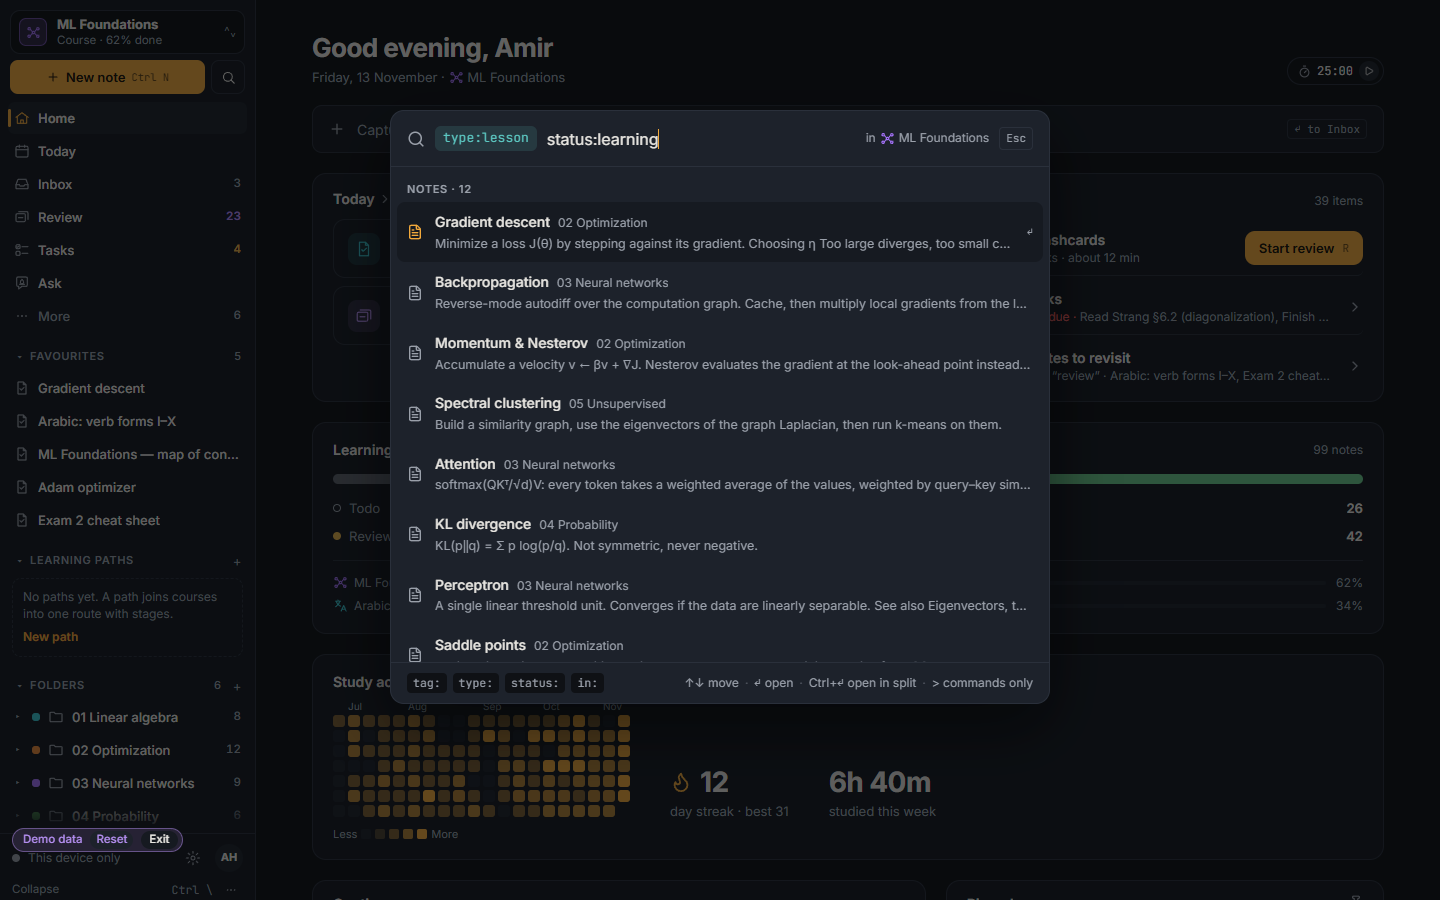 ML Foundations
Course · 62% done
+ New note Ctrl N
Home
Today
Inbox 3
Review 23
Tasks 4
Ask
More 6
FAVOURITES 5
Gradient descent
Arabic: verb forms I–X
ML Foundations — map of con...
Adam optimizer
Exam 2 cheat sheet
LEARNING PATHS +
No paths yet. A path joins courses
into one route with stages.
New path
FOLDERS 6 +
01 Linear algebra 8
02 Optimization 12
03 Neural networks 9
04 Probability 6
Demo data Reset Exit
This device only AH
Collapse Ctrl \ ...
Good evening, Amir
Friday, 13 November · ML Foundations
25:00
+ Capt
↵ to Inbox
type:lesson status:learning in ML Foundations Esc
NOTES · 12
Gradient descent 02 Optimization
Minimize a loss J(θ) by stepping against its gradient. Choosing η Too large diverges, too small c... ↵
Backpropagation 03 Neural networks
Reverse-mode autodiff over the computation graph. Cache, then multiply local gradients from the l...
Momentum & Nesterov 02 Optimization
Accumulate a velocity v ← βv + ∇J. Nesterov evaluates the gradient at the look-ahead point instead...
Spectral clustering 05 Unsupervised
Build a similarity graph, use the eigenvectors of the graph Laplacian, then run k-means on them.
Attention 03 Neural networks
softmax(QKᵀ/√d)V: every token takes a weighted average of the values, weighted by query–key sim...
KL divergence 04 Probability
KL(p‖q) = Σ p log(p/q). Not symmetric, never negative.
Perceptron 03 Neural networks
A single linear threshold unit. Converges if the data are linearly separable. See also Eigenvectors, t...
Saddle points 02 Optimization
tag: type: status: in: ↑↓ move · ↵ open · Ctrl+↵ open in split · > commands only
Today >
39 items
shcards
s · about 12 min
Start review R
ks
due · Read Strang §6.2 (diagonalization), Finish ...
tes to revisit
"review" · Arabic: verb forms I–X, Exam 2 cheat...
Learning
99 notes
Todo 26
Review 42
ML Fo 62%
Arabic 34%
Study ac
Jul Aug Sep Oct Nov
Less More
12
day streak · best 31
6h 40m
studied this week